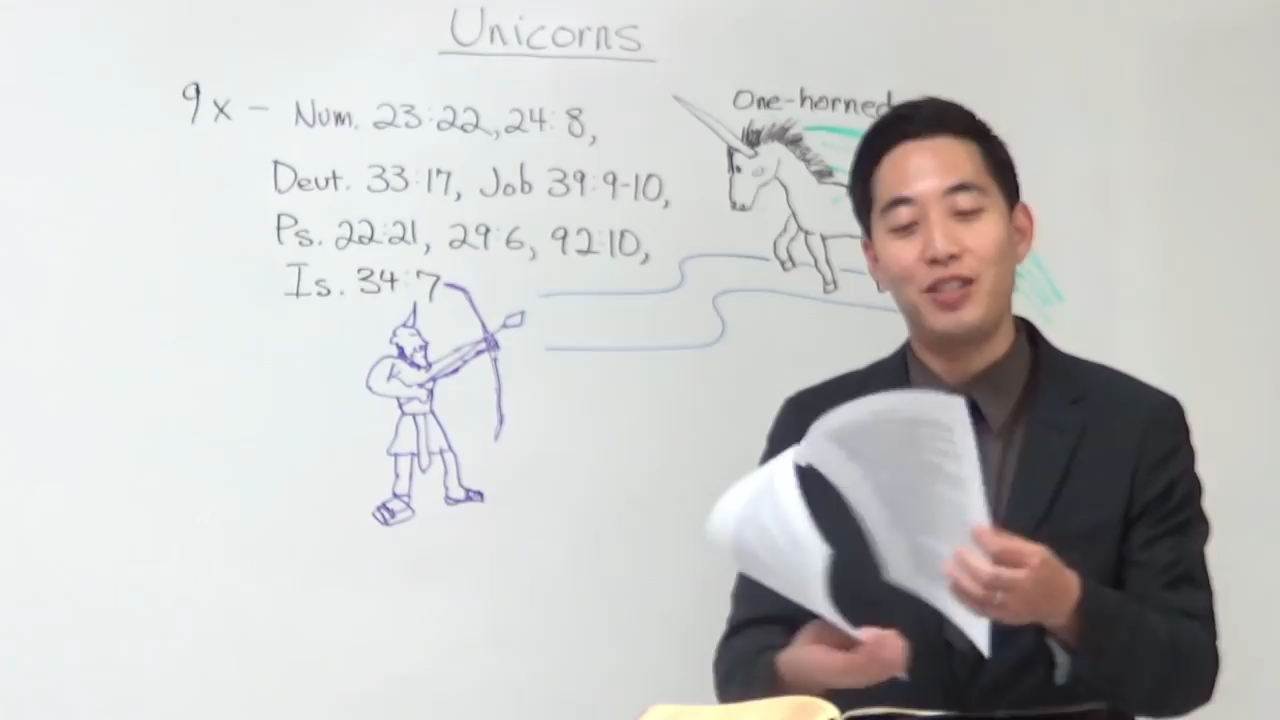 Unicorns
9x - Num. 23:22, 24:8,
Deut. 33:17, Job 39:9-10,
Ps. 22:21, 29:6, 92:10,
Is. 34:7
One-horned